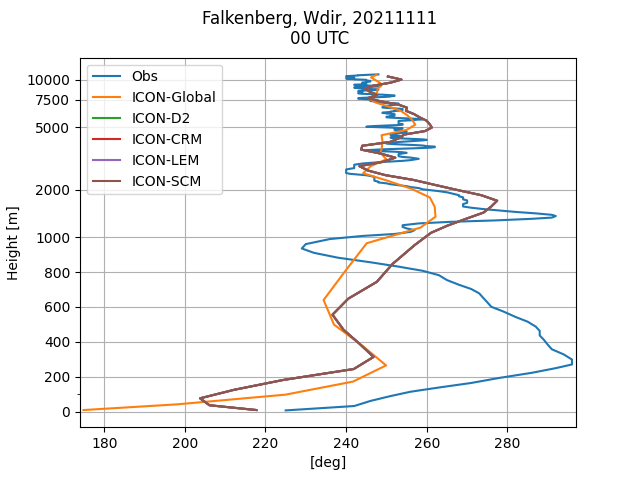 Falkenberg, Wdir, 20211111
00 UTC
Obs
ICON-Global
ICON-D2
ICON-CRM
ICON-LEM
ICON-SCM
Height [m]
10000
7500
5000
2000
1000
800
600
400
200
0
180 200 220 240 260 280
[deg]